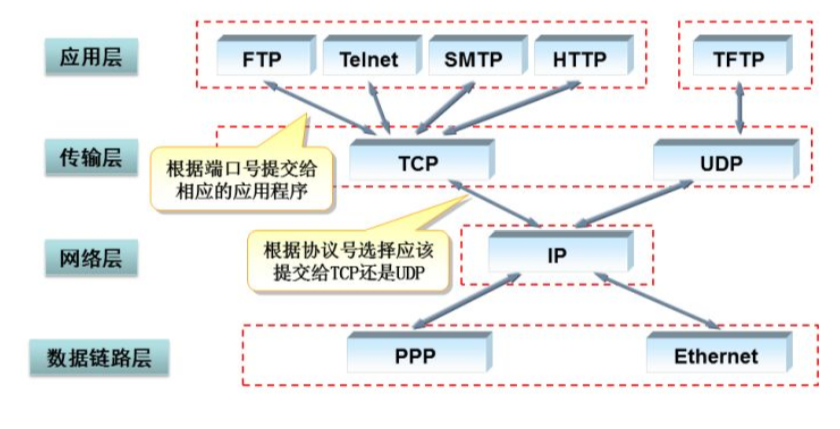 应用层
FTP
Telnet
SMTP
HTTP
TFTP
传输层
根据端口号提交给
相应的应用程序
TCP
UDP
网络层
根据协议号选择应该
提交给TCP还是UDP
IP
数据链路层
PPP
Ethernet